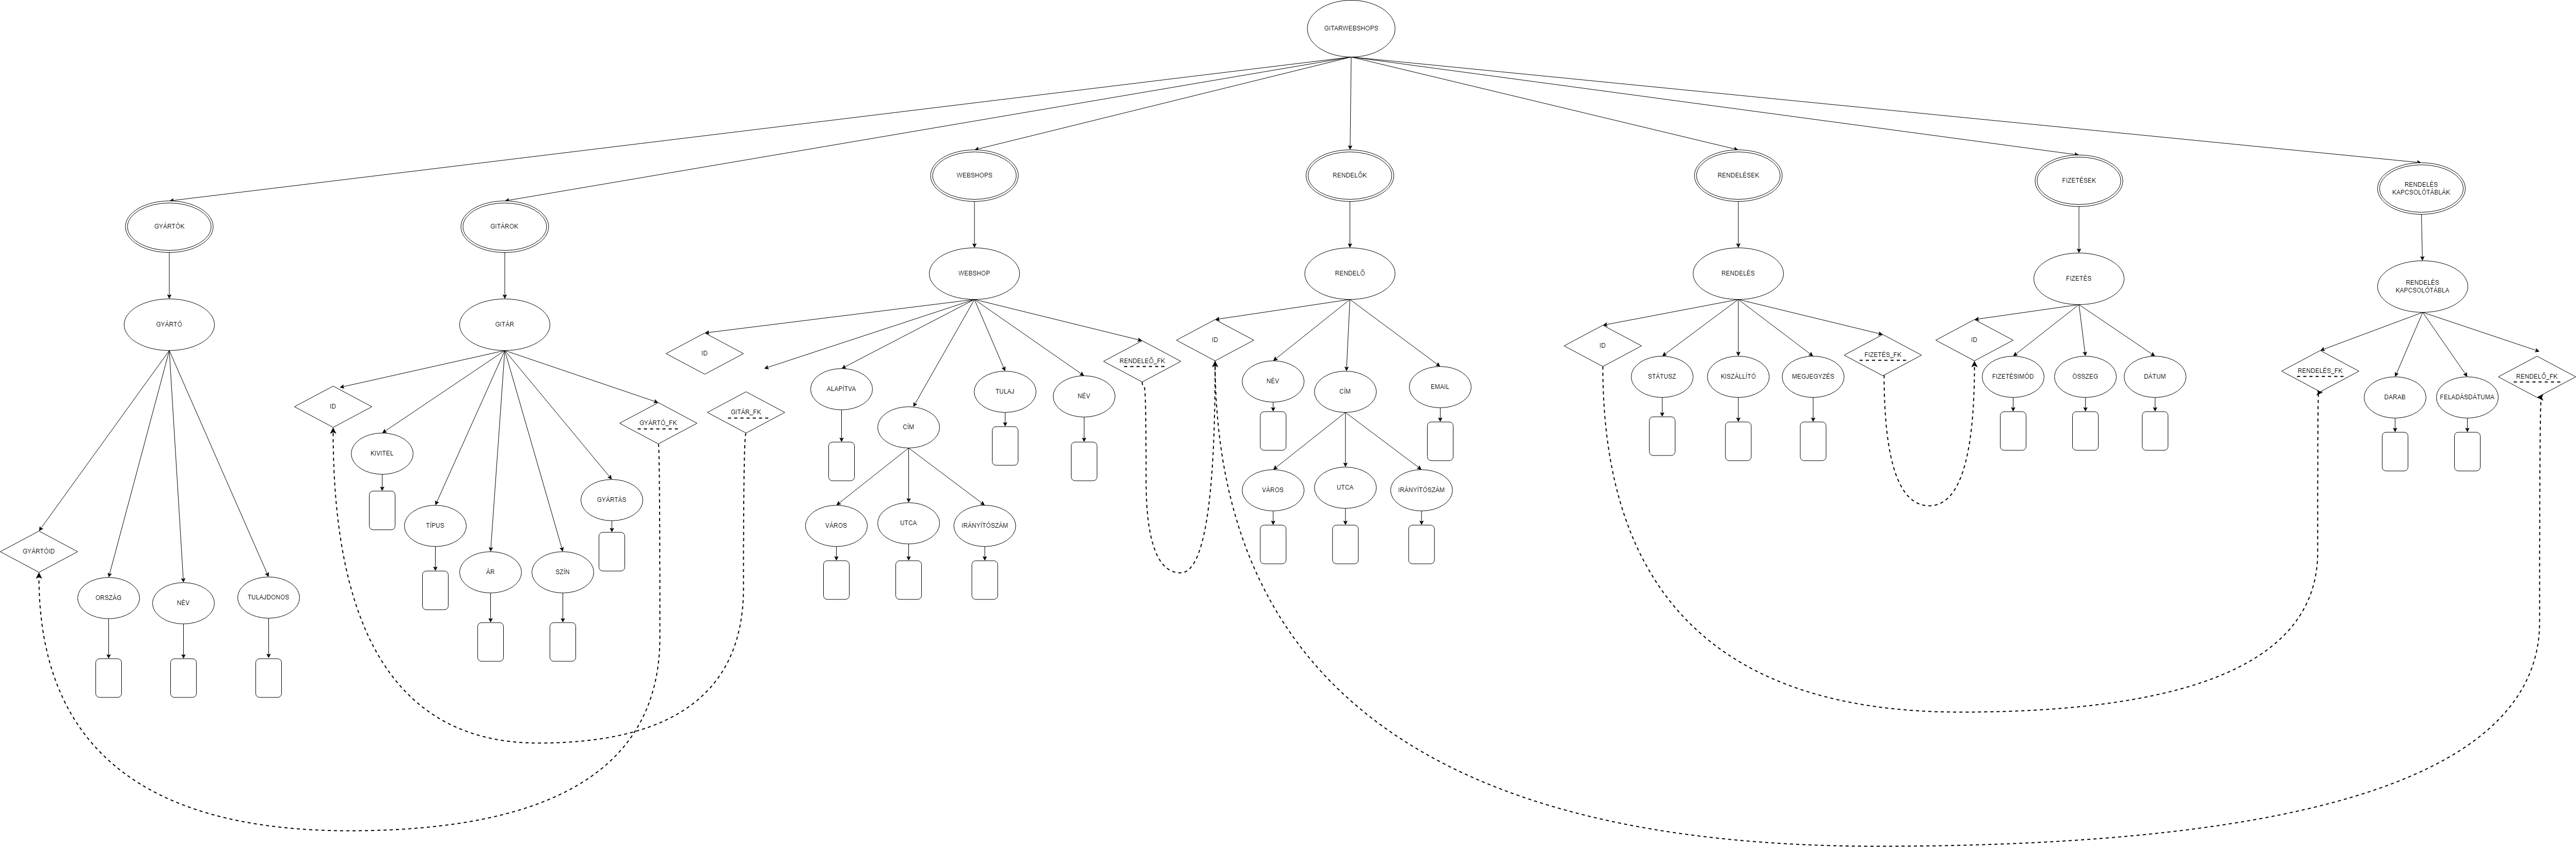 GITARWEBSHOPS
GYÁRTÓK
GITÁROK
WEBSHOPS
RENDELŐK
RENDELÉSEK
FIZETÉSEK
RENDELÉS
KAPCSOLÓTÁBLÁK
GYÁRTÓ
GITÁR
WEBSHOP
RENDELŐ
RENDELÉS
FIZETÉS
RENDELÉS
KAPCSOLÓTÁBLA
GYÁRTÓID
ORSZÁG
NÉV
TULAJDONOS
ID
KIVITEL
TÍPUS
ÁR
SZÍN
GYÁRTÁS
GYÁRTÓ_FK
ID
GITÁR_FK
ALAPÍTVA
CÍM
TULAJ
NÉV
RENDELEŐ_FK
VÁROS
UTCA
IRÁNYÍTÓSZÁM
ID
NÉV
CÍM
EMAIL
VÁROS
UTCA
IRÁNYÍTÓSZÁM
ID
STÁTUSZ
KISZÁLLÍTÓ
MEGJEGYZÉS
FIZETÉS_FK
ID
FIZETÉSIMÓD
ÖSSZEG
DÁTUM
RENDELÉS_FK
DARAB
FELADÁSDÁTUMA
RENDELŐ_FK